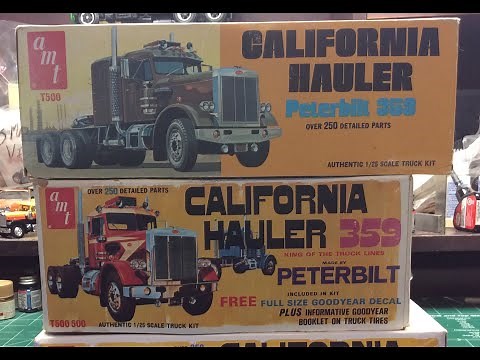 amt
T500
CALIFORNIA
HAULER
Peterbilt 359
OVER 250 DETAILED PARTS
AUTHENTIC 1/25 SCALE TRUCK KIT
amt
OVER 250 DETAILED PARTS
CALIFORNIA
HAULER 359
KING OF THE TRUCK LINES
MADE BY
PETERBILT
INCLUDED IN KIT
FREE FULL SIZE GOODYEAR DECAL
PLUS INFORMATIVE GOODYEAR
BOOKLET ON TRUCK TIRES
T500-500
AUTHENTIC 1/25 SCALE TRUCK KIT
CALIFORNIA